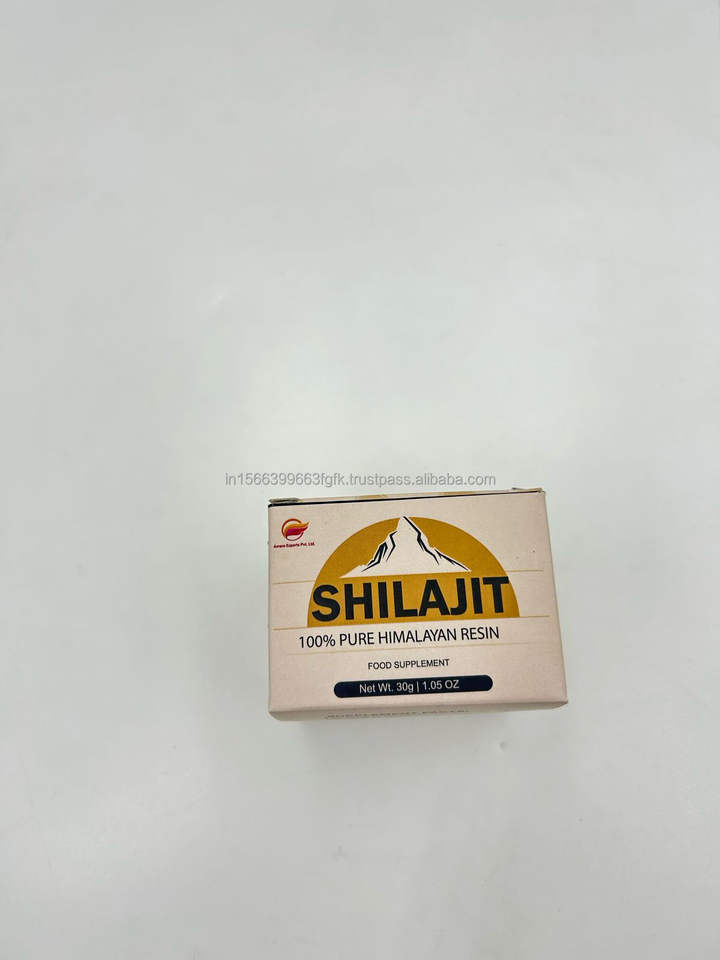 in1566399663fgfk.trustpass.alibaba.com
SHILAJIT
100% PURE HIMALAYAN RESIN
FOOD SUPPLEMENT
Net Wt. 30g | 1.05 OZ